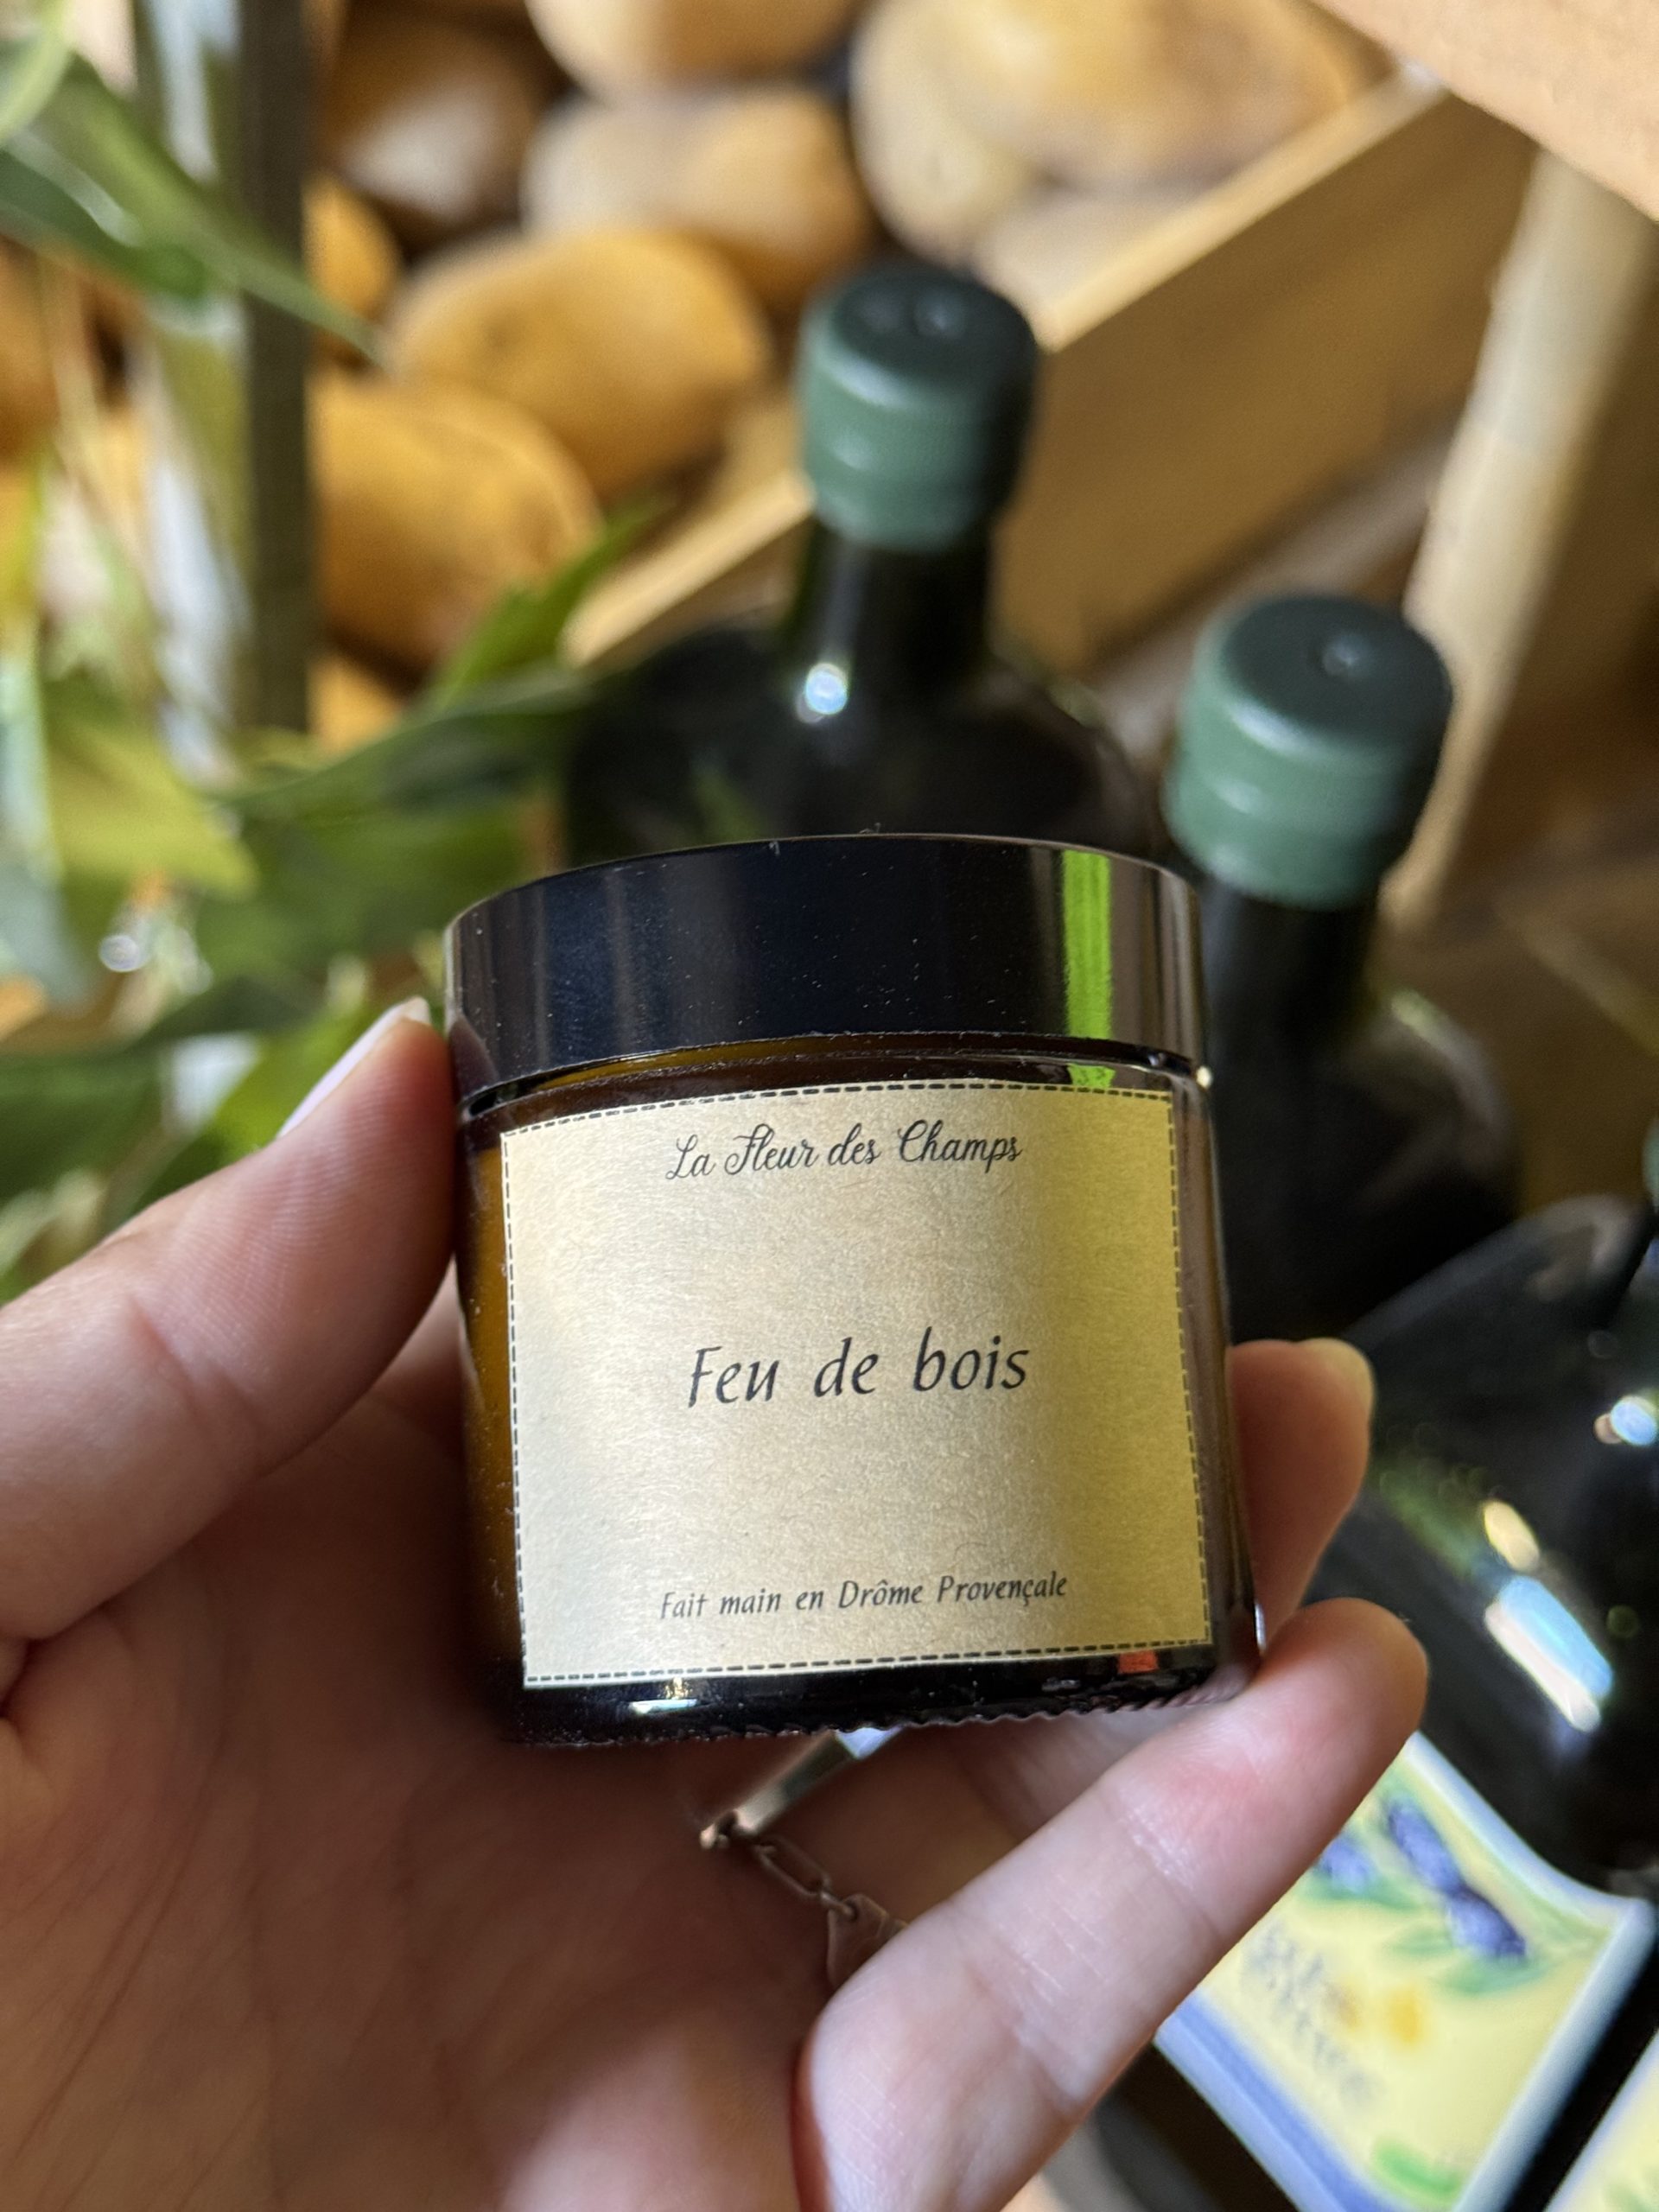 La Fleur des Champs
Feu de bois
Fait main en Drôme Provençale